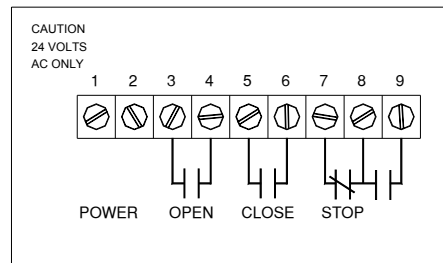 CAUTION
24 VOLTS
AC ONLY
1 2 3 4 5 6 7 8 9
POWER OPEN CLOSE STOP